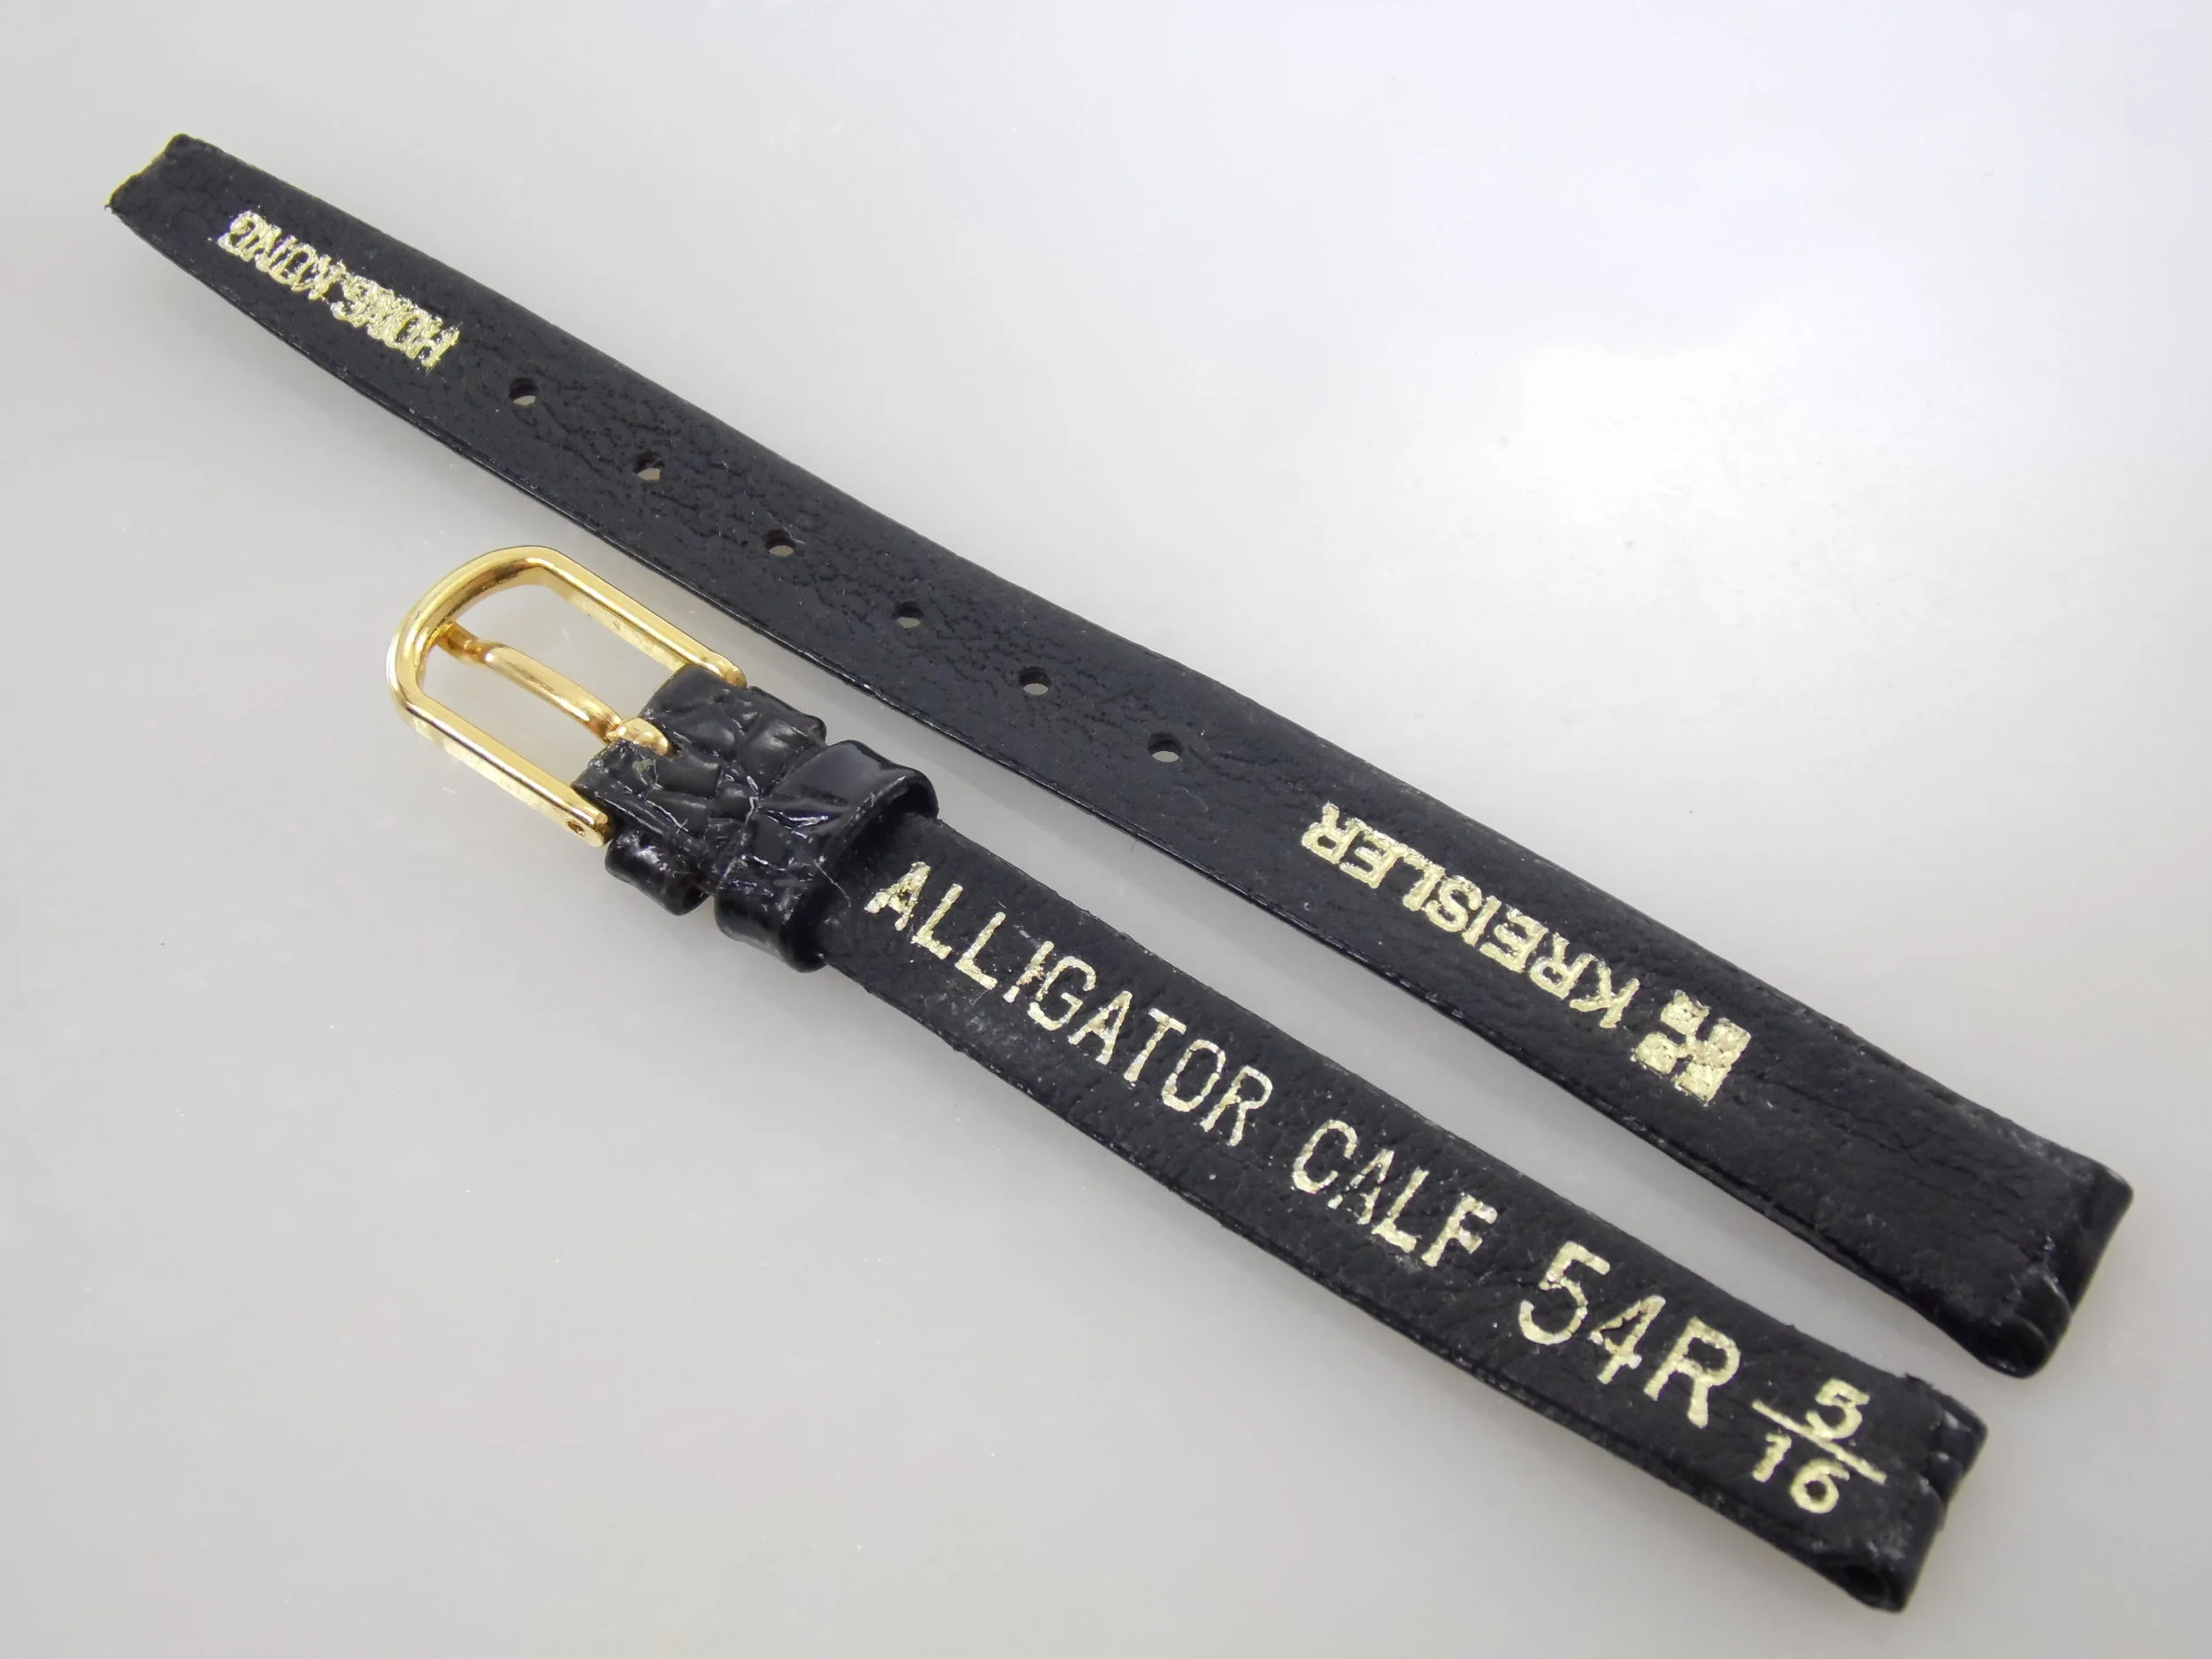 HONG KONG
KREISLER
ALLIGATOR CALF 54R 5/16